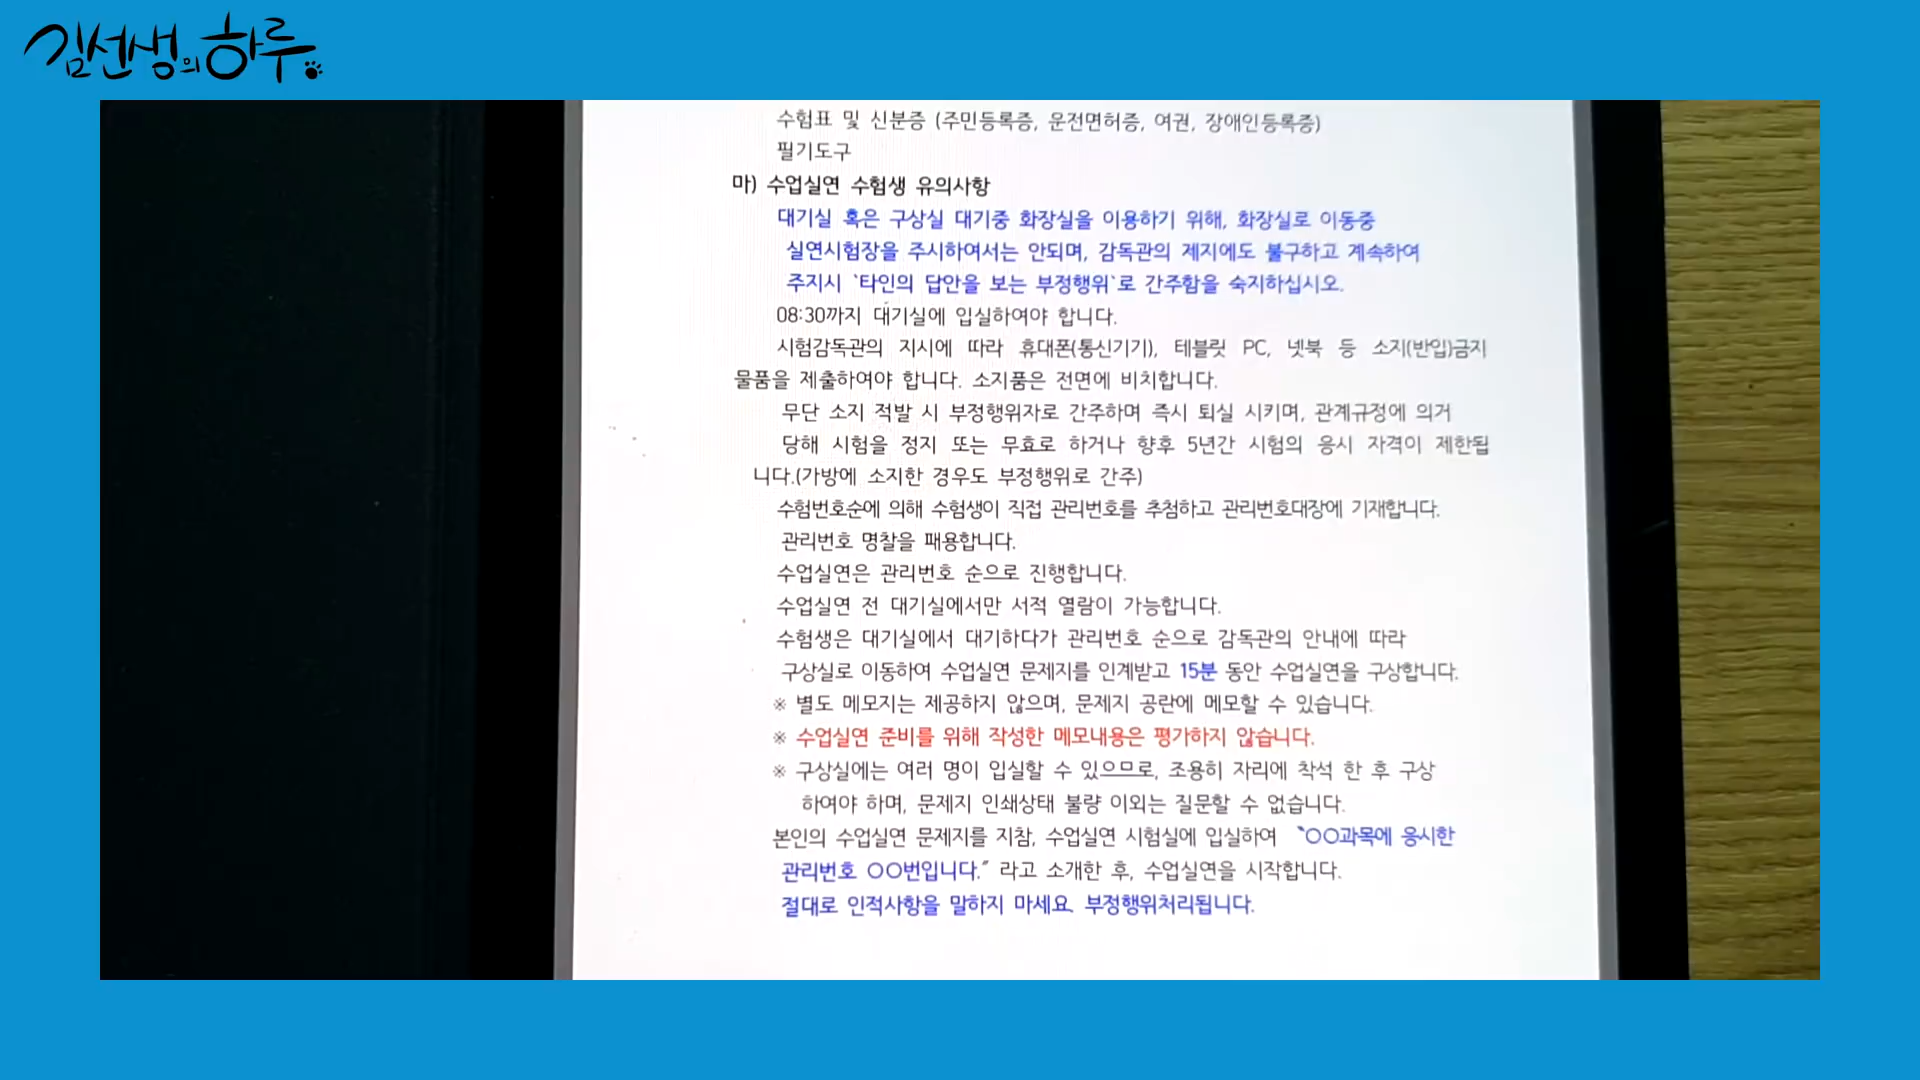 김선생의하루
수험표 및 신분증 (주민등록증, 운전면허증, 여권, 장애인등록증)
필기도구
마) 수업실연 수험생 유의사항
대기실 혹은 구상실 대기중 화장실을 이용하기 위해, 화장실로 이동중
실연시험장을 주시하여서는 안되며, 감독관의 제지에도 불구하고 계속하여
주지시 `타인의 답안을 보는 부정행위`로 간주함을 숙지하십시오.
08:30까지 대기실에 입실하여야 합니다.
시험감독관의 지시에 따라 휴대폰(통신기기), 테블릿 PC, 넷북 등 소지(반입)금지
물품을 제출하여야 합니다. 소지품은 전면에 비치합니다.
무단 소지 적발 시 부정행위자로 간주하며 즉시 퇴실 시키며, 관계규정에 의거
당해 시험을 정지 또는 무효로 하거나 향후 5년간 시험의 응시 자격이 제한됩
니다.(가방에 소지한 경우도 부정행위로 간주)
수험번호순에 의해 수험생이 직접 관리번호를 추첨하고 관리번호대장에 기재합니다.
관리번호 명찰을 패용합니다.
수업실연은 관리번호 순으로 진행합니다.
수업실연 전 대기실에서만 서적 열람이 가능합니다.
수험생은 대기실에서 대기하다가 관리번호 순으로 감독관의 안내에 따라
구상실로 이동하여 수업실연 문제지를 인계받고 15분 동안 수업실연을 구상합니다.
※ 별도 메모지는 제공하지 않으며, 문제지 공란에 메모할 수 있습니다.
※ 수업실연 준비를 위해 작성한 메모내용은 평가하지 않습니다.
※ 구상실에는 여러 명이 입실할 수 있으므로, 조용히 자리에 착석 한 후 구상
하여야 하며, 문제지 인쇄상태 불량 이외는 질문할 수 없습니다.
본인의 수업실연 문제지를 지참, 수업실연 시험실에 입실하여 "○○과목에 응시한
관리번호 ○○번입니다." 라고 소개한 후, 수업실연을 시작합니다.
절대로 인적사항을 말하지 마세요. 부정행위처리됩니다.